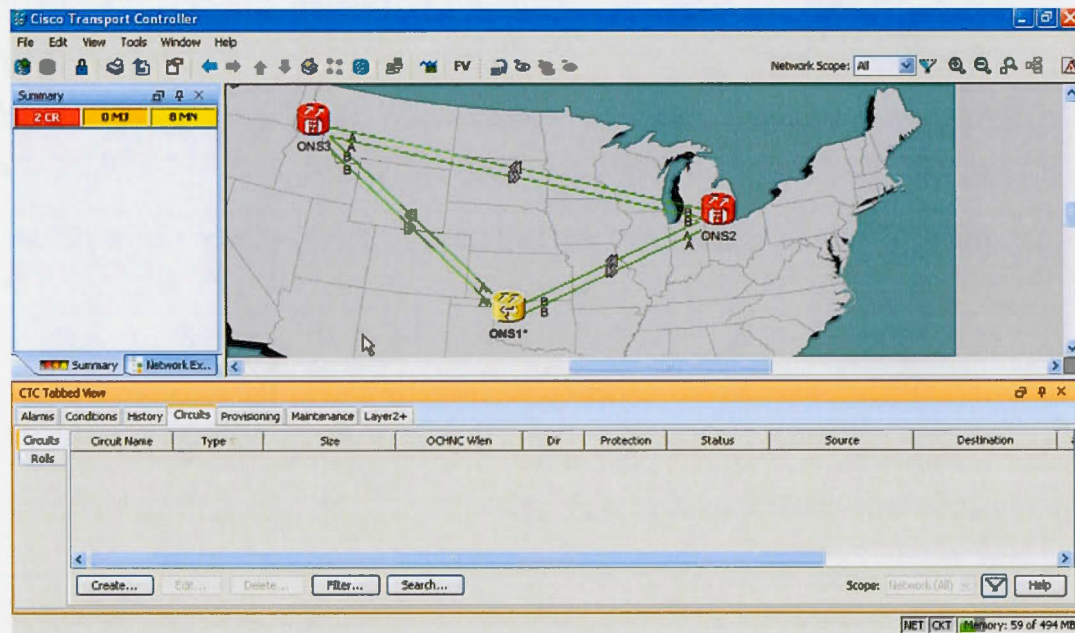 Cisco Transport Controller
File Edit View Tools Window Help
FV
Network Scope: All
Summary
2 CR 0 MJ 8 MN
ONS3
A
A
B
B
B
B
A
A
ONS2
A
A
B
B
ONS1*
Summary Network Ex..
CTC Tabbed View
Alarms Conditions History Circuits Provisioning Maintenance Layer2+
Circuits Circuit Name Type Size OCHNC Wlen Dir Protection Status Source Destination
Rolls
Create... Edit... Delete... Filter... Search... Scope: Network (All) Help
NET CKT Memory: 59 of 494 MB